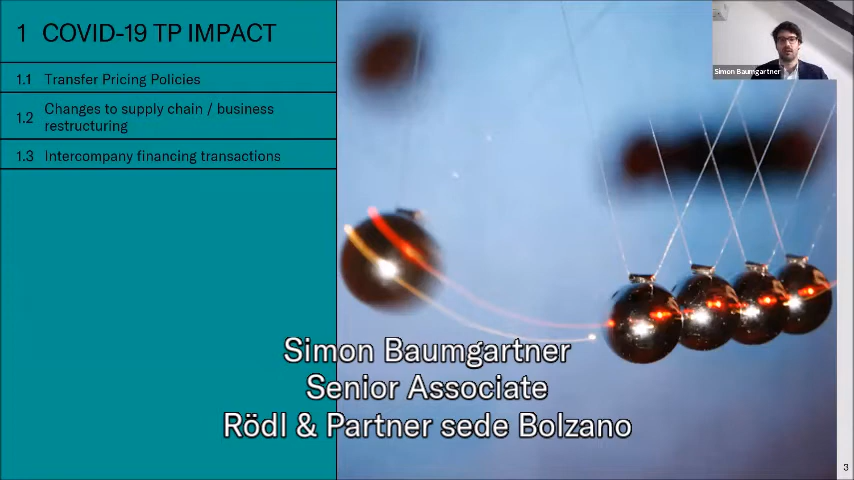 1 COVID-19 TP IMPACT
Simon Baumgartner
1.1 Transfer Pricing Policies
1.2 Changes to supply chain / business
restructuring
1.3 Intercompany financing transactions
Simon Baumgartner
Senior Associate
Rödl & Partner sede Bolzano
3